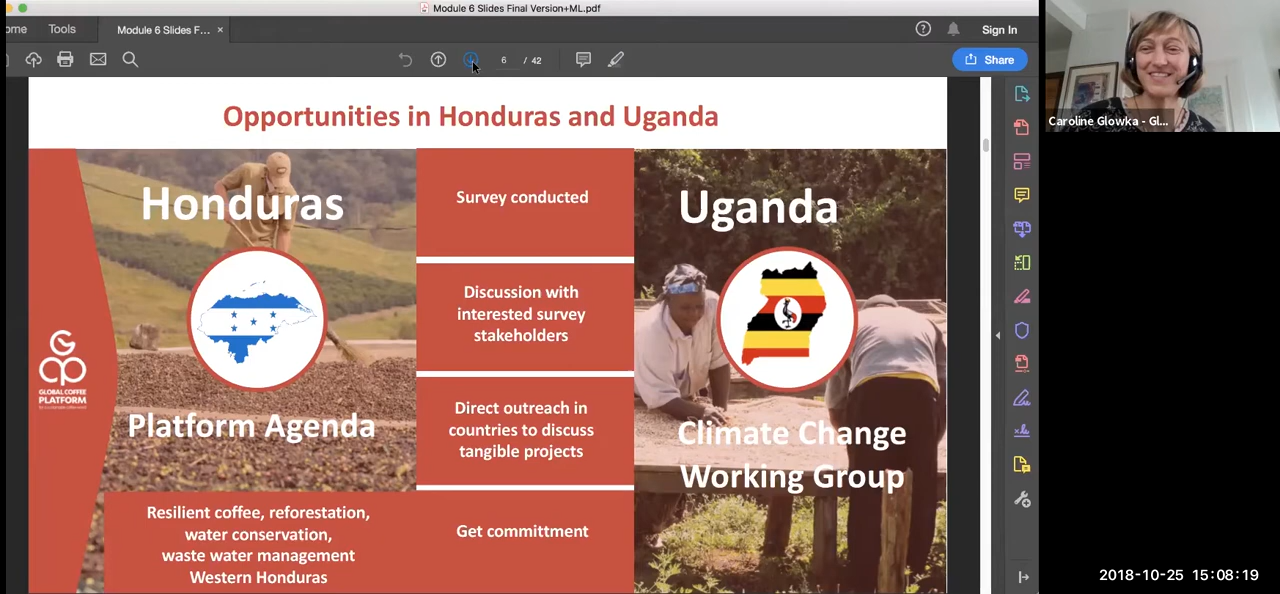 Module 6 Slides Final Version+ML.pdf
ome
Tools
Module 6 Slides F... ×
Sign In
6 / 42
Share
Opportunities in Honduras and Uganda
Honduras
Platform Agenda
Resilient coffee, reforestation,
water conservation,
waste water management
Western Honduras
GLOBAL COFFEE
PLATFORM
Survey conducted
Discussion with
interested survey
stakeholders
Direct outreach in
countries to discuss
tangible projects
Get committment
Uganda
Climate Change
Working Group
Caroline Glowka - Gl...
2018-10-25 15:08:19